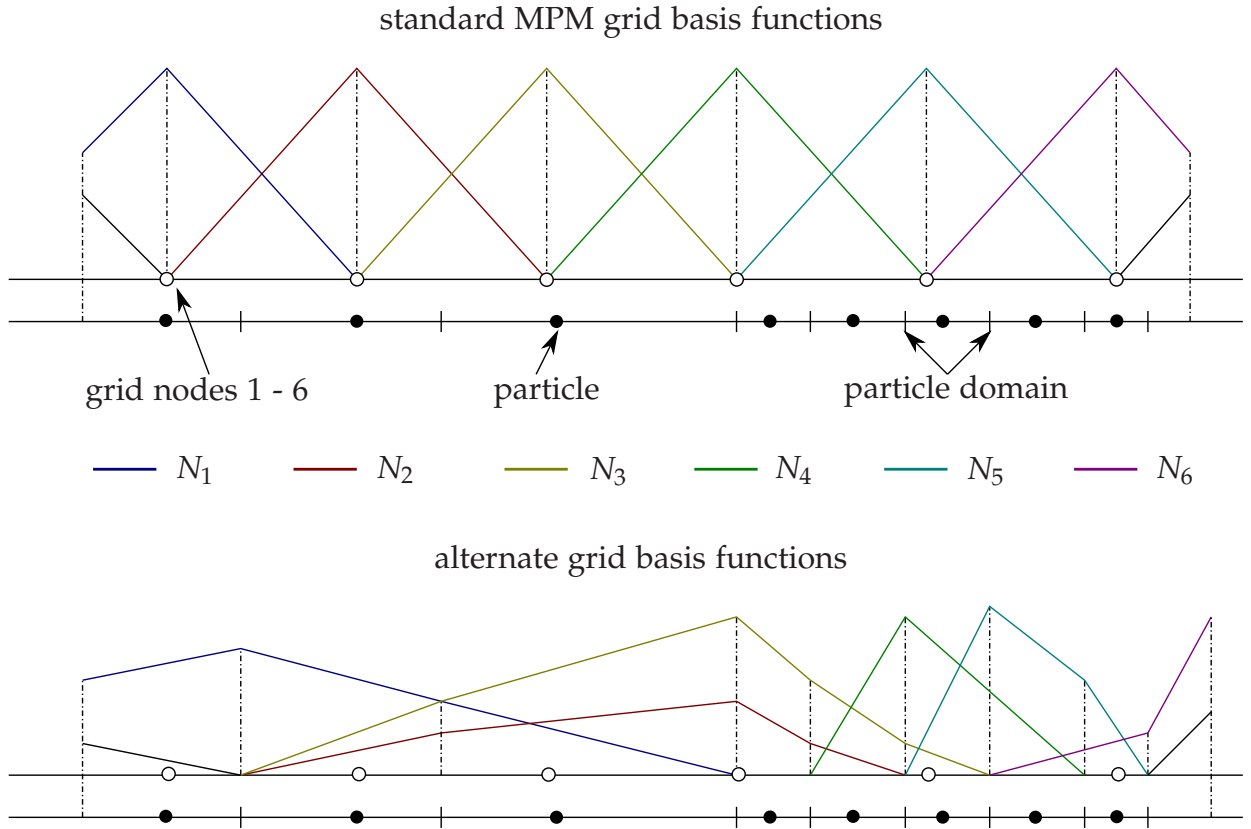 standard MPM grid basis functions
grid nodes 1 - 6
particle
particle domain
N₁ N₂ N₃ N₄ N₅ N₆
alternate grid basis functions